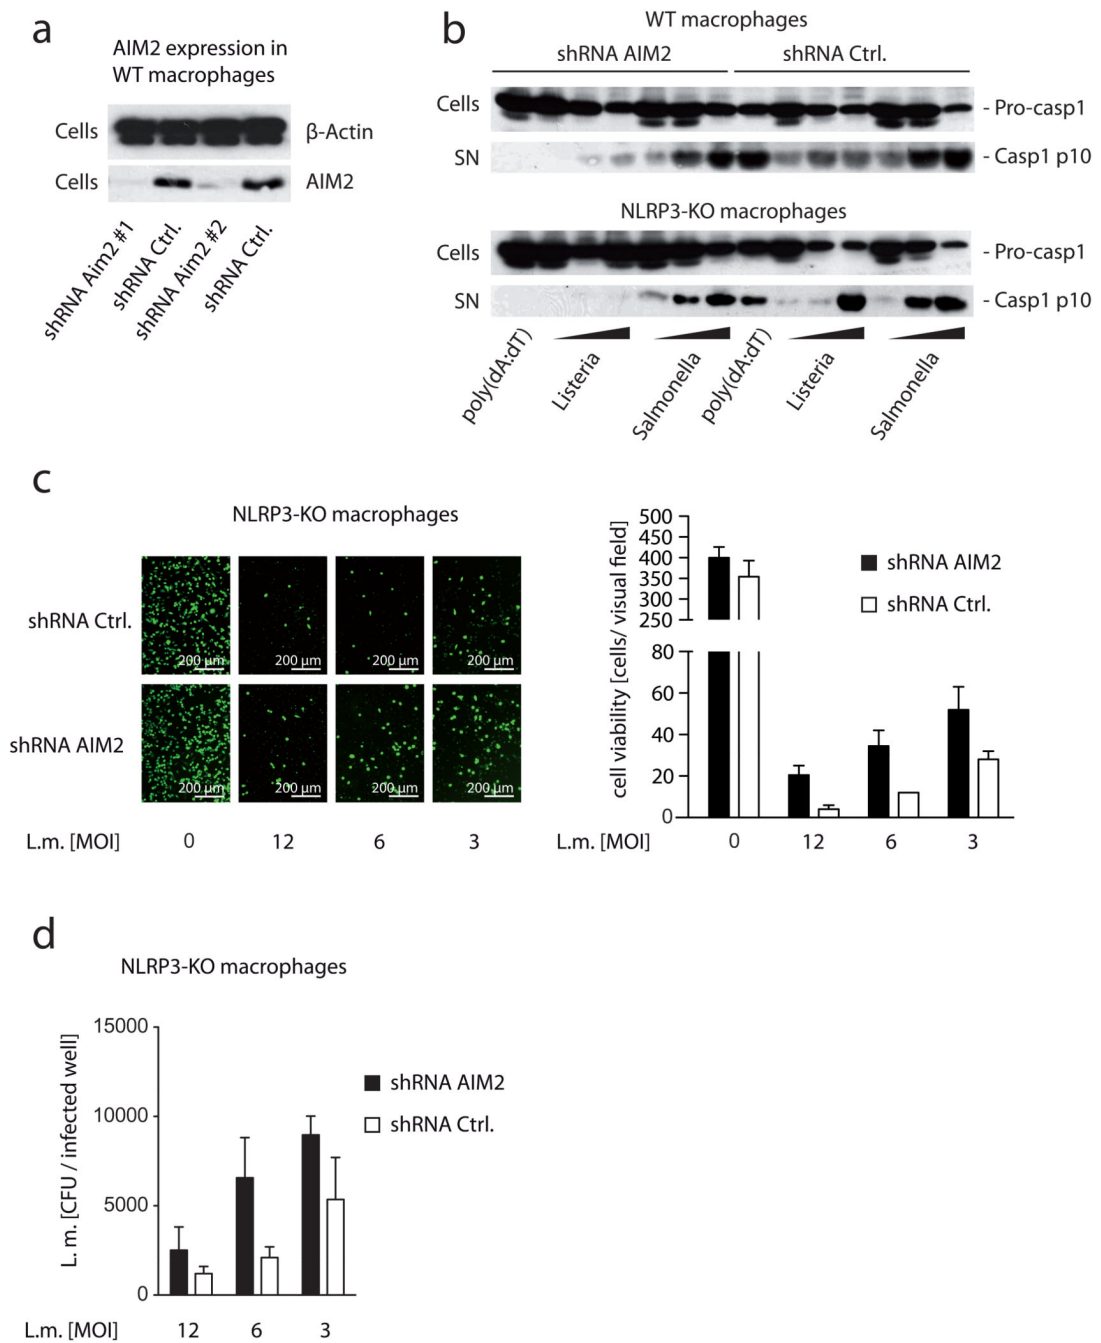 a
AIM2 expression in
WT macrophages
Cells
β-Actin
Cells
AIM2
shRNA Aim2 #1
shRNA Ctrl.
shRNA Aim2 #2
shRNA Ctrl.
b
WT macrophages
shRNA AIM2
shRNA Ctrl.
Cells
- Pro-casp1
SN
- Casp1 p10
NLRP3-KO macrophages
Cells
- Pro-casp1
SN
- Casp1 p10
poly(dA:dT)
Listeria
Salmonella
poly(dA:dT)
Listeria
Salmonella
c
NLRP3-KO macrophages
shRNA Ctrl.
200 µm
200 µm
200 µm
200 µm
shRNA AIM2
200 µm
200 µm
200 µm
200 µm
L.m. [MOI]
0
12
6
3
cell viability [cells/ visual field]
500
450
400
350
300
250
80
60
40
20
0
shRNA AIM2
shRNA Ctrl.
L.m. [MOI]
0
12
6
3
d
NLRP3-KO macrophages
L.m. [CFU / infected well]
15000
10000
5000
0
shRNA AIM2
shRNA Ctrl.
L.m. [MOI]
12
6
3